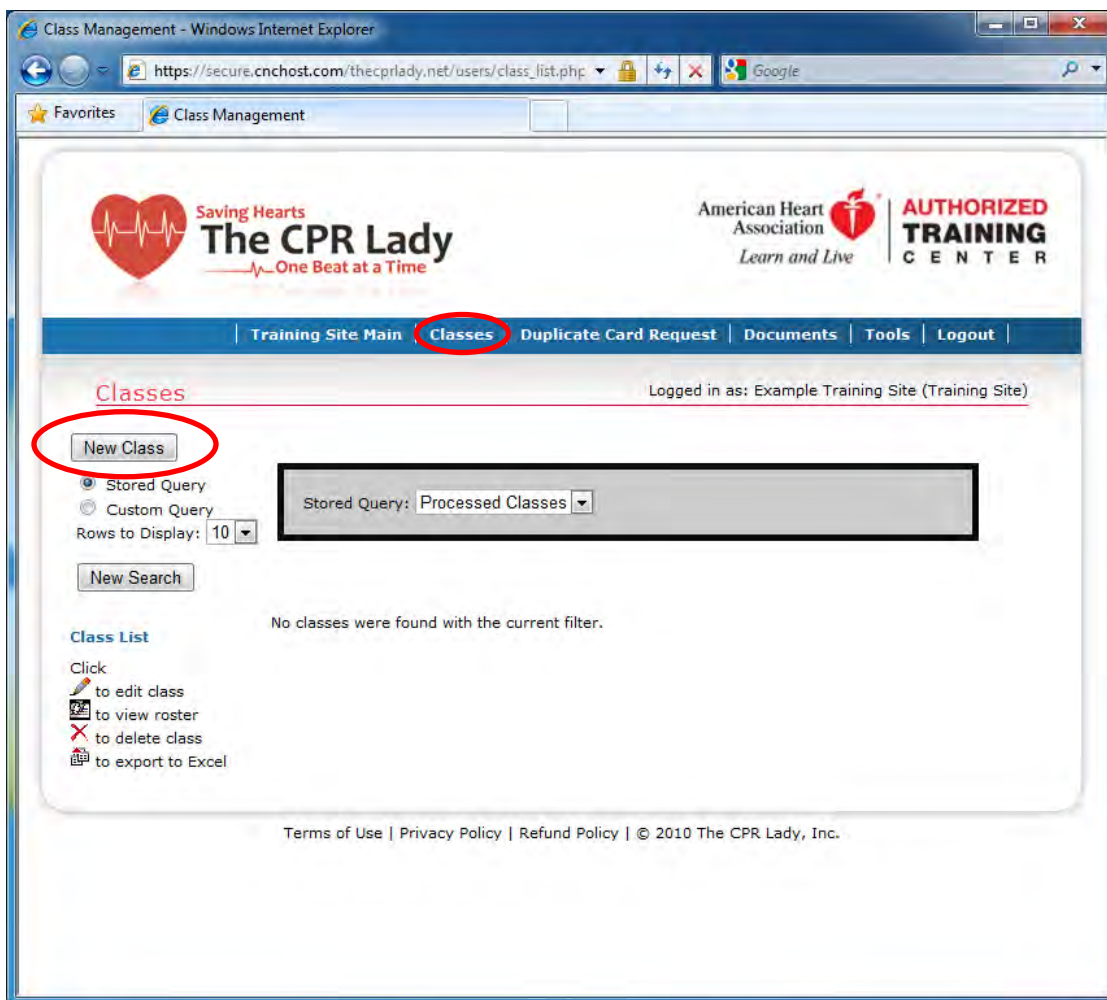 Class Management - Windows Internet Explorer
https://secure.cnchost.com/thecprlady.net/users/class_list.php
Google
Favorites
Class Management
Saving Hearts
The CPR Lady
One Beat at a Time
American Heart
Association
Learn and Live
AUTHORIZED
TRAINING
CENTER
| Training Site Main | Classes | Duplicate Card Request | Documents | Tools | Logout |
Classes
Logged in as: Example Training Site (Training Site)
New Class
Stored Query
Custom Query
Rows to Display: 10
Stored Query: Processed Classes
New Search
No classes were found with the current filter.
Class List
Click
to edit class
to view roster
to delete class
to export to Excel
Terms of Use | Privacy Policy | Refund Policy | © 2010 The CPR Lady, Inc.